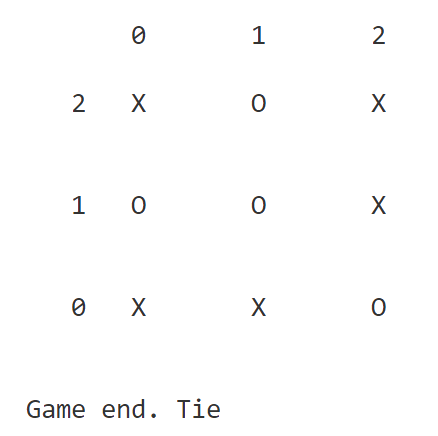 0 1 2
2 X O X
1 O O X
0 X X O
Game end. Tie